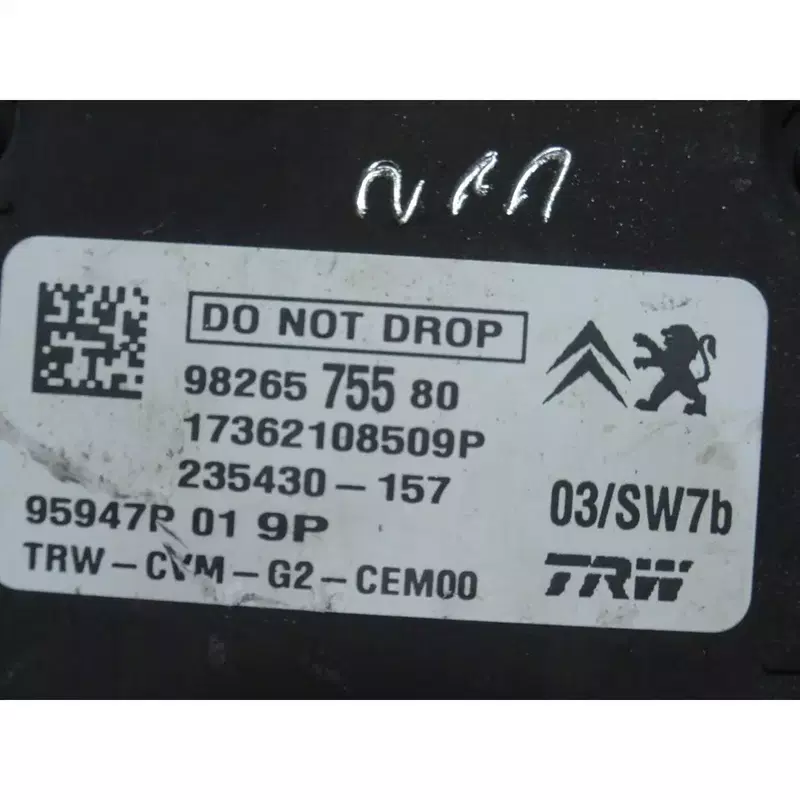 DO NOT DROP
98265 755 80
17362108509P
235430-157
95947P 01 9P
03/SW7b
TRW-CVM-G2-CEM00
TRW